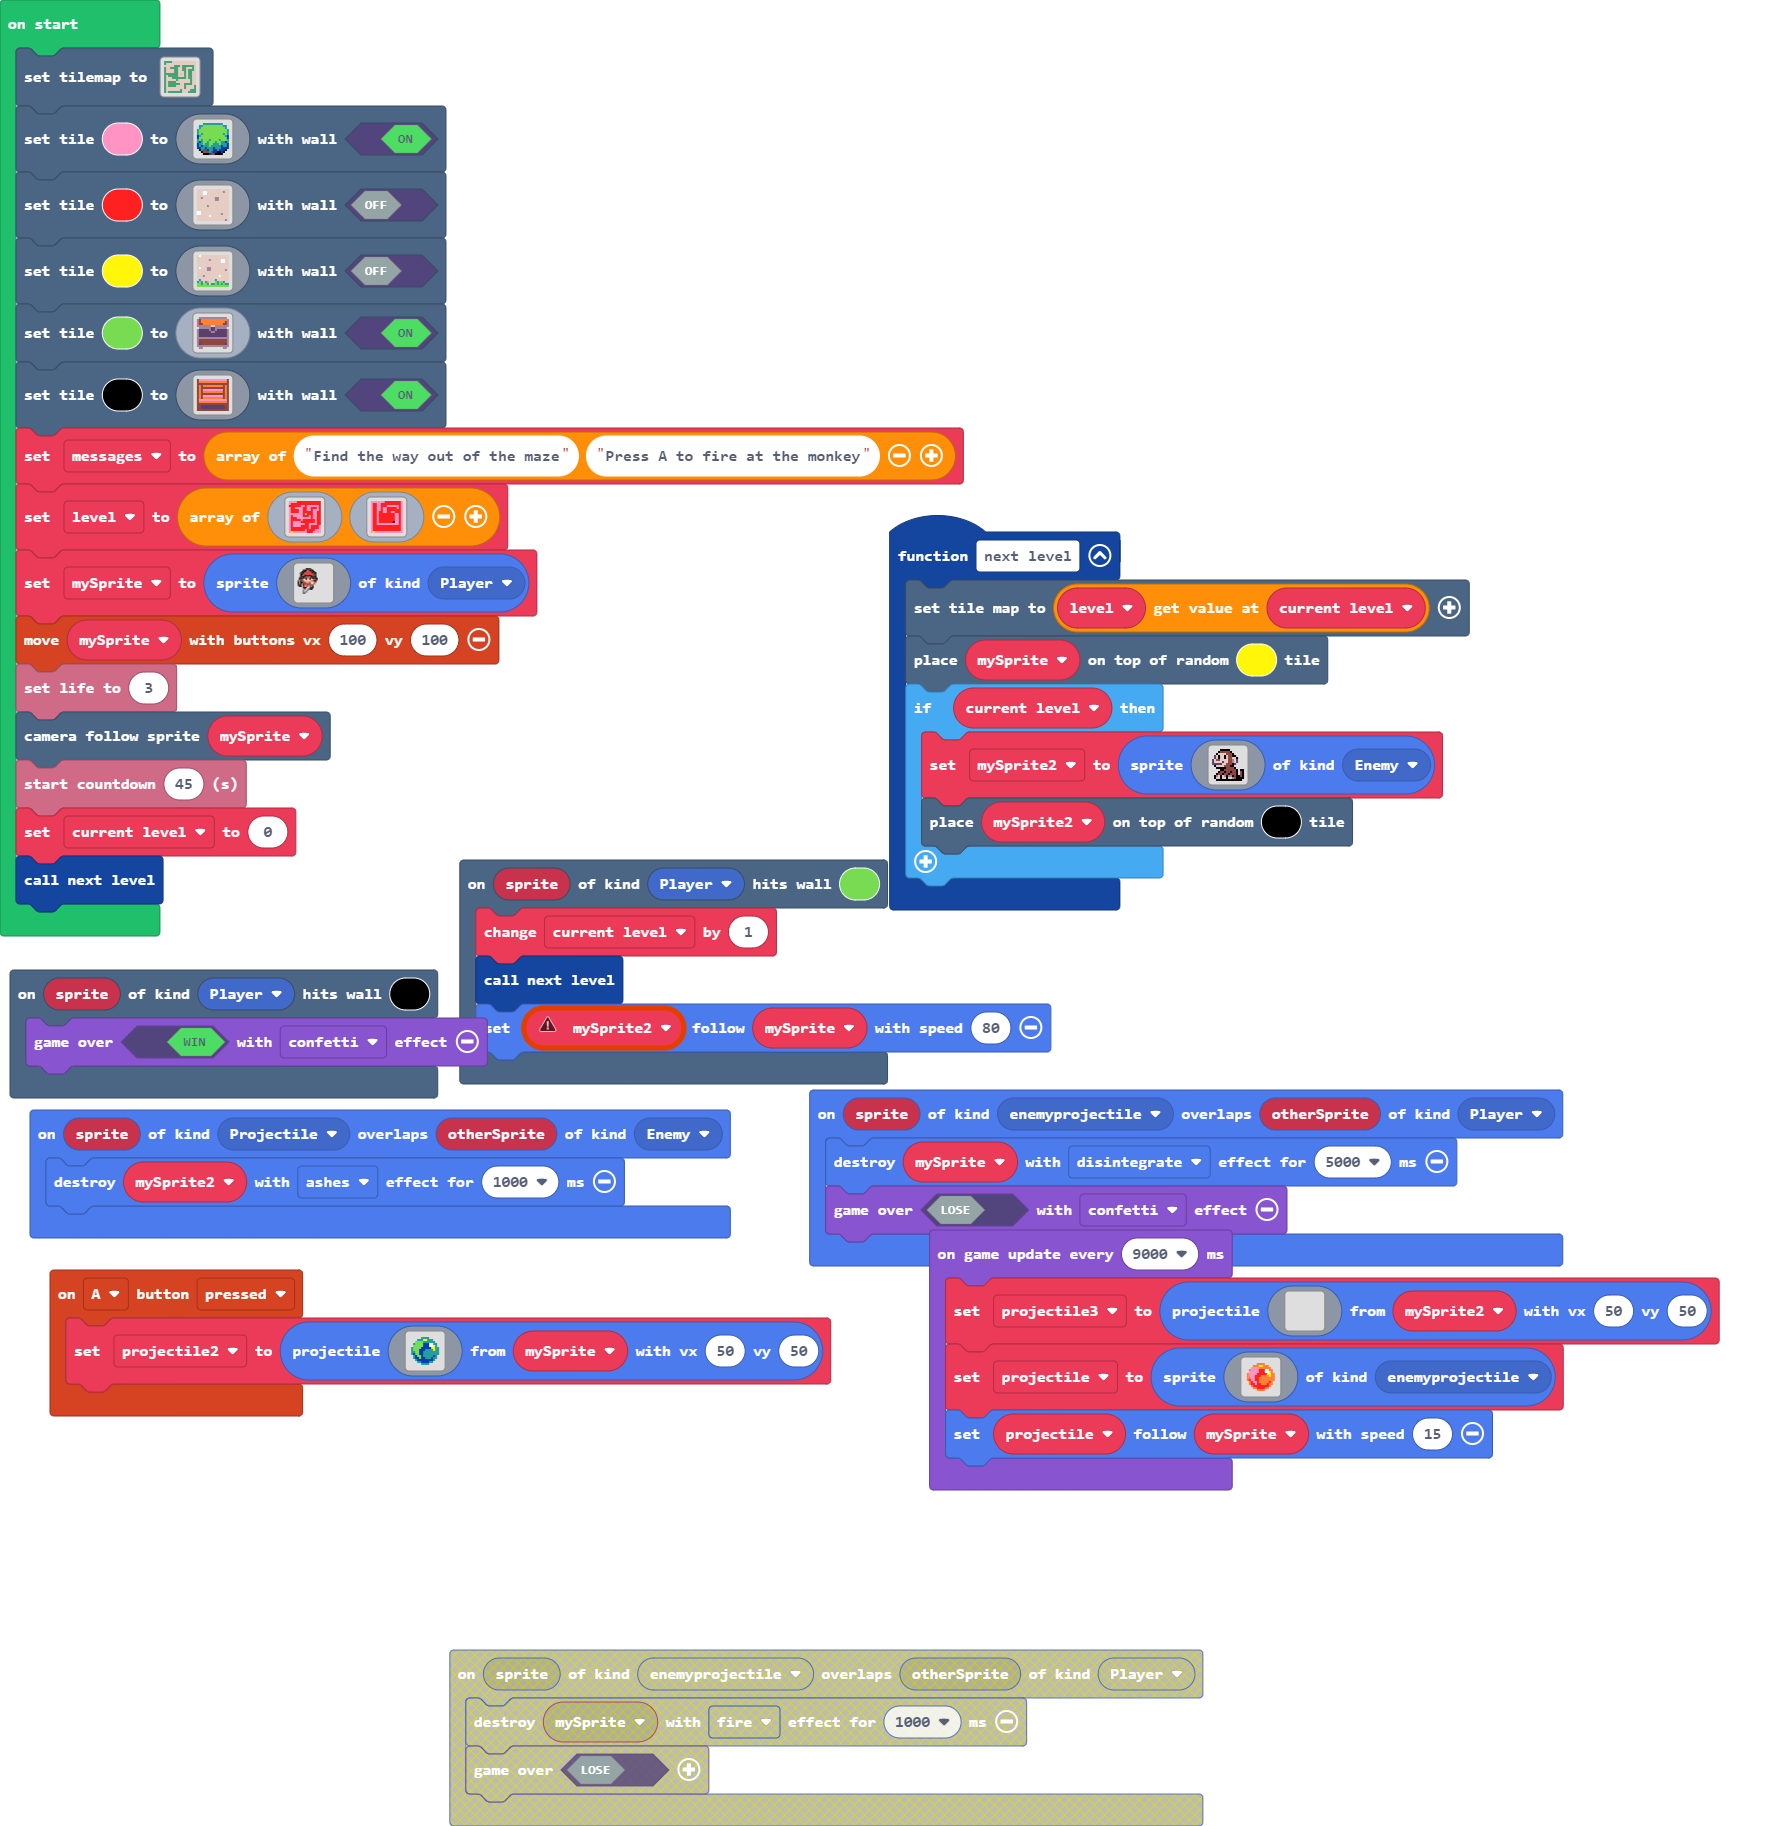 on start
set tilemap to
set tile to with wall ON
set tile to with wall OFF
set tile to with wall OFF
set tile to with wall ON
set tile to with wall ON
set messages to array of "Find the way out of the maze" "Press A to fire at the monkey"
set level to array of
set mySprite to sprite of kind Player
move mySprite with buttons vx 100 vy 100
set life to 3
camera follow sprite mySprite
start countdown 45 (s)
set current level to 0
call next level
function next level
set tile map to level get value at current level
place mySprite on top of random tile
if current level then
set mySprite2 to sprite of kind Enemy
place mySprite2 on top of random tile
on sprite of kind Player hits wall
change current level by 1
call next level
set mySprite2 follow mySprite with speed 80
on sprite of kind Player hits wall
game over WIN with confetti effect
on sprite of kind Projectile overlaps otherSprite of kind Enemy
destroy mySprite2 with ashes effect for 1000 ms
on sprite of kind enemyprojectile overlaps otherSprite of kind Player
destroy mySprite with disintegrate effect for 5000 ms
game over LOSE with confetti effect
on A button pressed
set projectile2 to projectile from mySprite with vx 50 vy 50
on game update every 9000 ms
set projectile3 to projectile from mySprite2 with vx 50 vy 50
set projectile to sprite of kind enemyprojectile
set projectile follow mySprite with speed 15
on sprite of kind enemyprojectile overlaps otherSprite of kind Player
destroy mySprite with fire effect for 1000 ms
game over LOSE